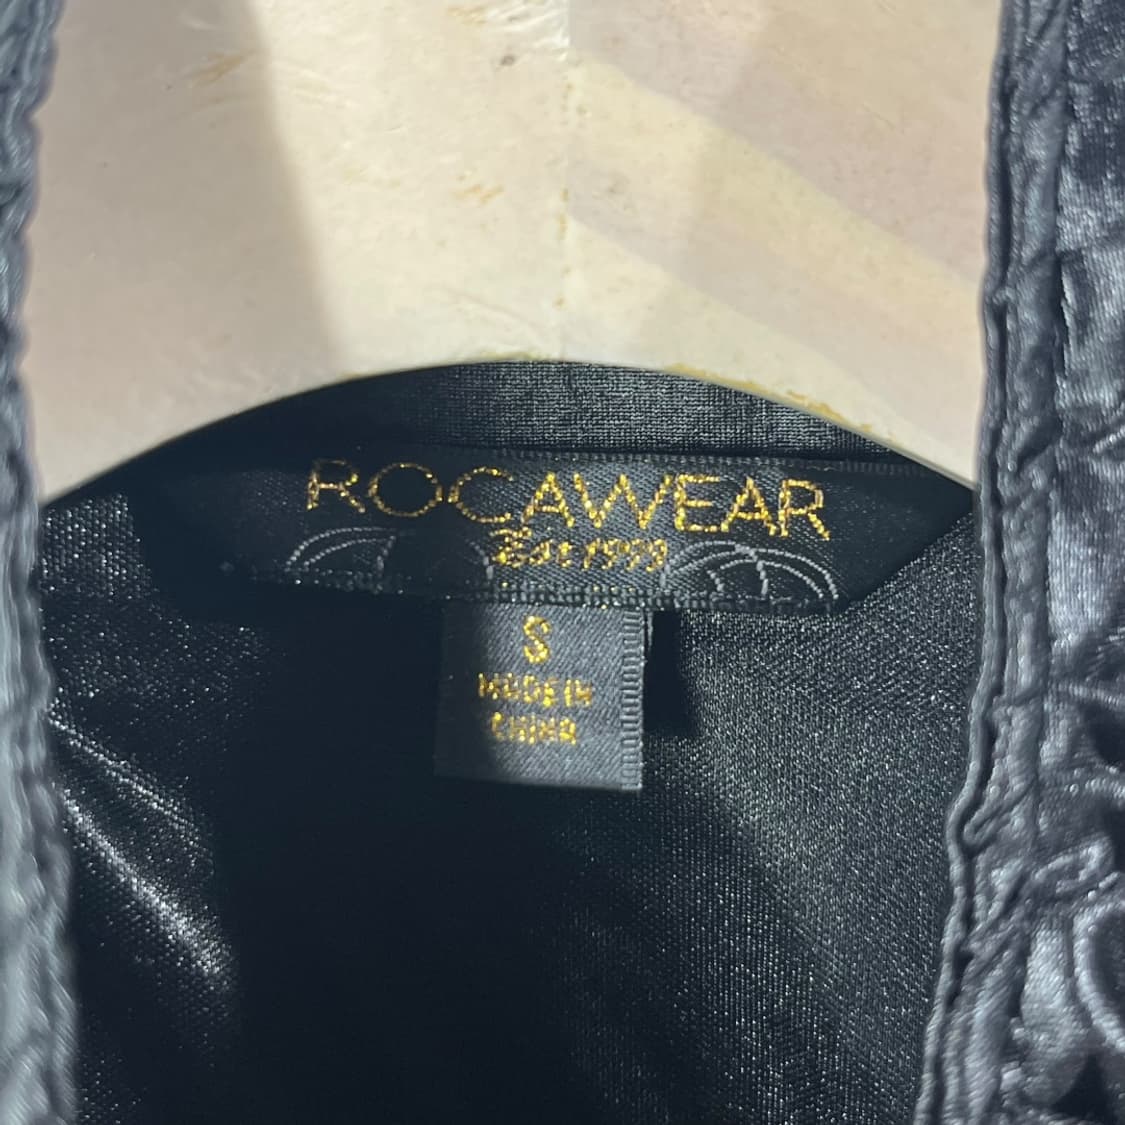 ROCAWEAR
Est 1999
S
MADE IN
CHINA